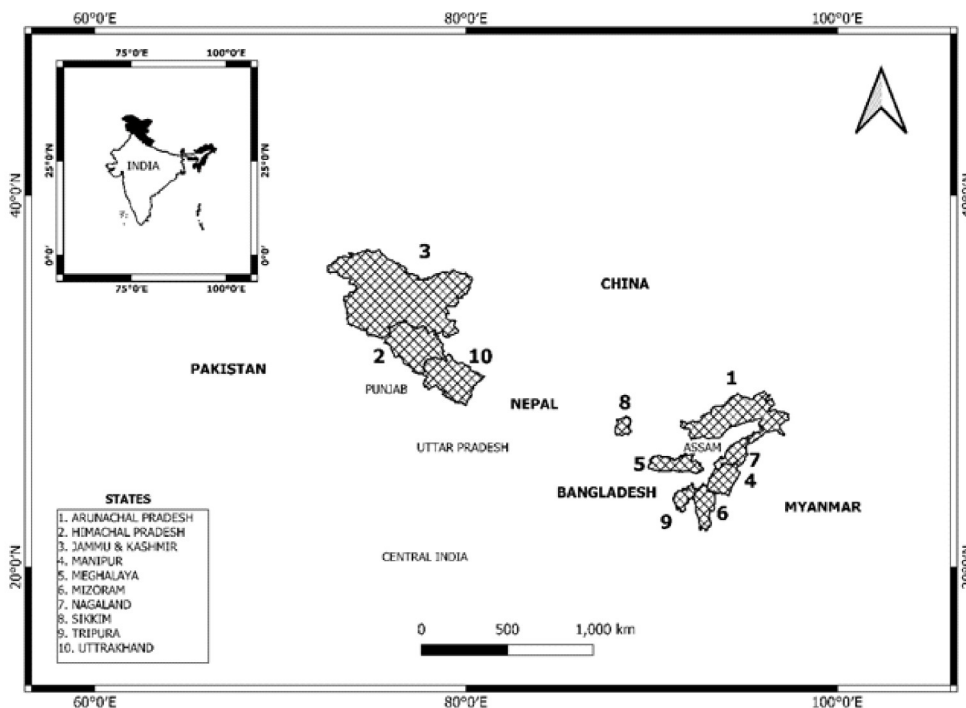 60°0'E 80°0'E 100°0'E
75°0'E 100°0'E
25°0'N
INDIA
25°0'N
0°0'
0°0'
75°0'E 100°0'E
40°0'N
40°0'N
3
CHINA
2
10
PAKISTAN
PUNJAB
NEPAL
1
8
UTTAR PRADESH
ASSAM
5
7
4
BANGLADESH
MYANMAR
9
6
CENTRAL INDIA
20°0'N
20°0'N
STATES
1. ARUNACHAL PRADESH
2. HIMACHAL PRADESH
3. JAMMU & KASHMIR
4. MANIPUR
5. MEGHALAYA
6. MIZORAM
7. NAGALAND
8. SIKKIM
9. TRIPURA
10. UTTRAKHAND
0 500 1,000 km
60°0'E 80°0'E 100°0'E